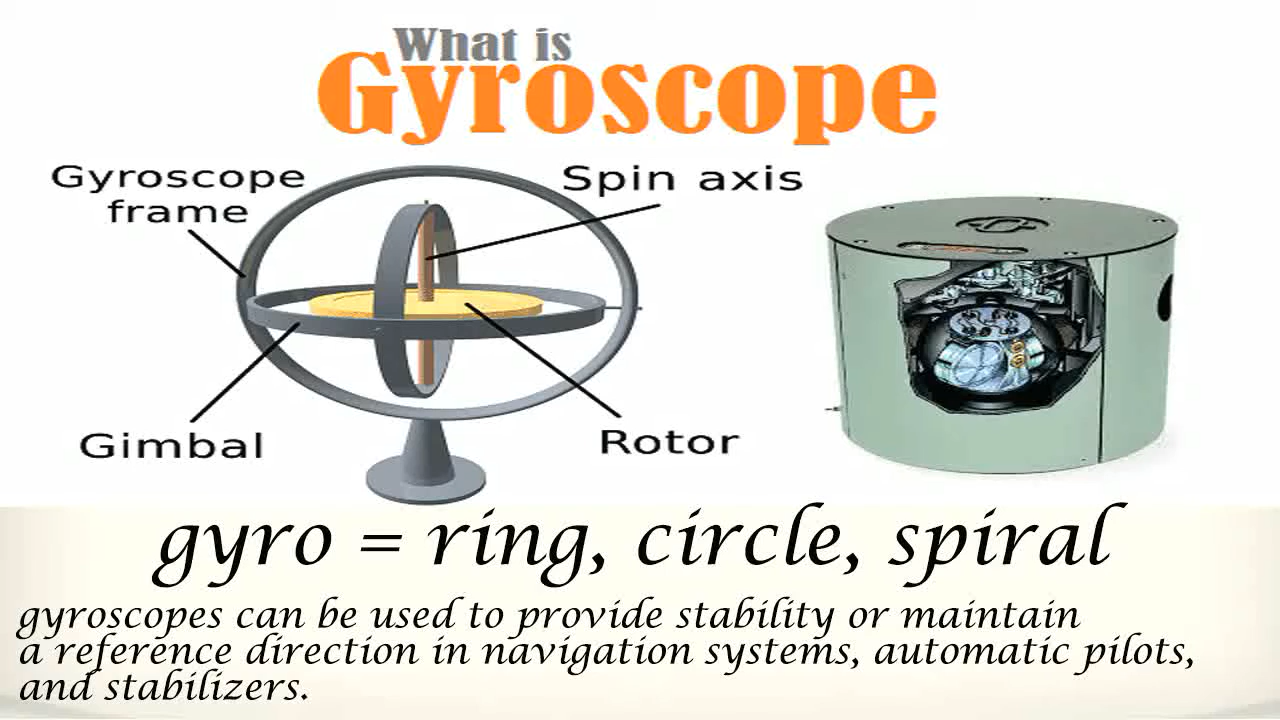 What is
Gyroscope
Gyroscope
frame
Spin axis
Gimbal
Rotor
gyro = ring, circle, spiral
gyroscopes can be used to provide stability or maintain
a reference direction in navigation systems, automatic pilots,
and stabilizers.